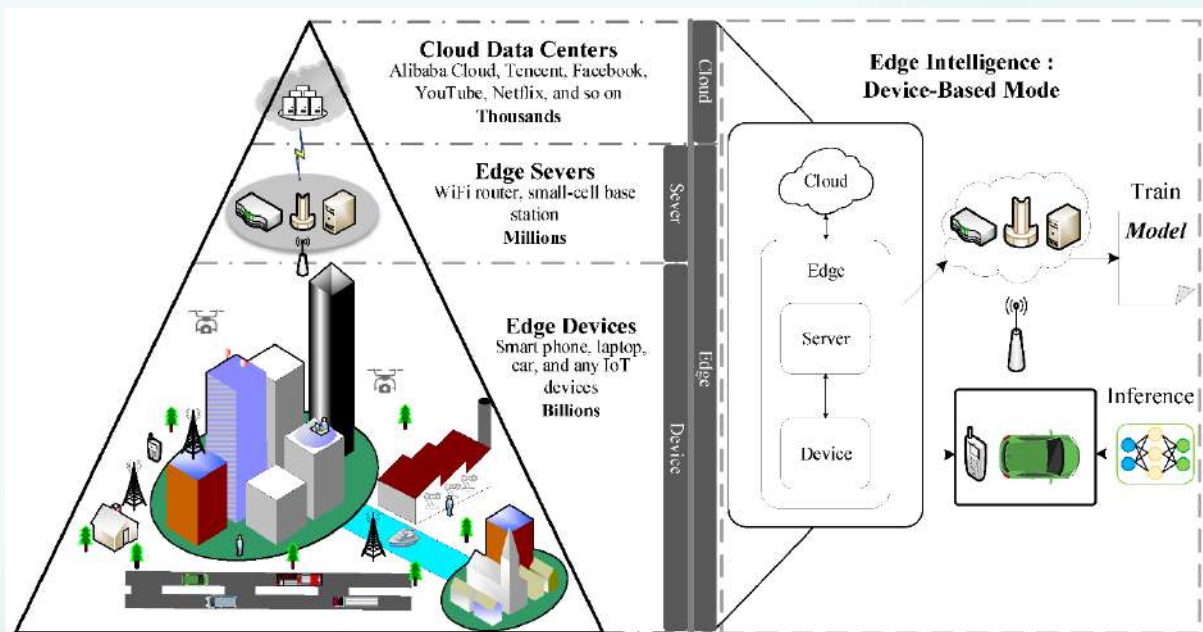 Cloud Data Centers
Alibaba Cloud, Tencent, Facebook,
YouTube, Netflix, and so on
Thousands
Edge Severs
WiFi router, small-cell base
station
Millions
Edge Devices
Smart phone, laptop,
car, and any IoT
devices
Billions
Cloud
Sever
Edge
Device
Edge Intelligence :
Device-Based Mode
Cloud
Edge
Server
Device
Train
Model
Inference